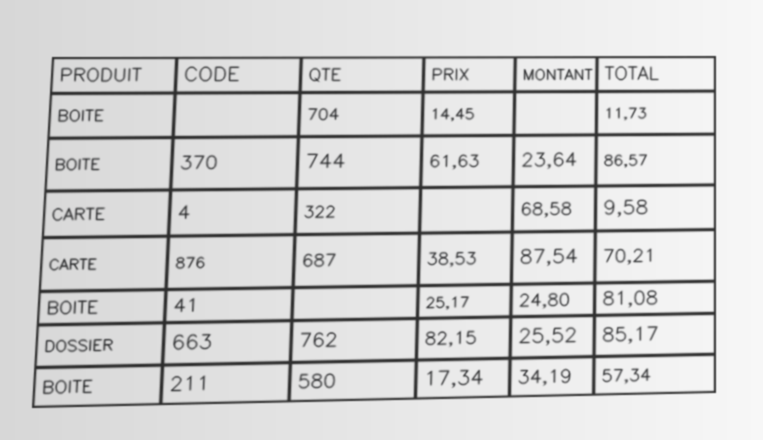 PRODUIT CODE QTE PRIX MONTANT TOTAL
BOITE 704 14,45 11,73
BOITE 370 744 61,63 23,64 86,57
CARTE 4 322 68,58 9,58
CARTE 876 687 38,53 87,54 70,21
BOITE 41 25,17 24,80 81,08
DOSSIER 663 762 82,15 25,52 85,17
BOITE 211 580 17,34 34,19 57,34